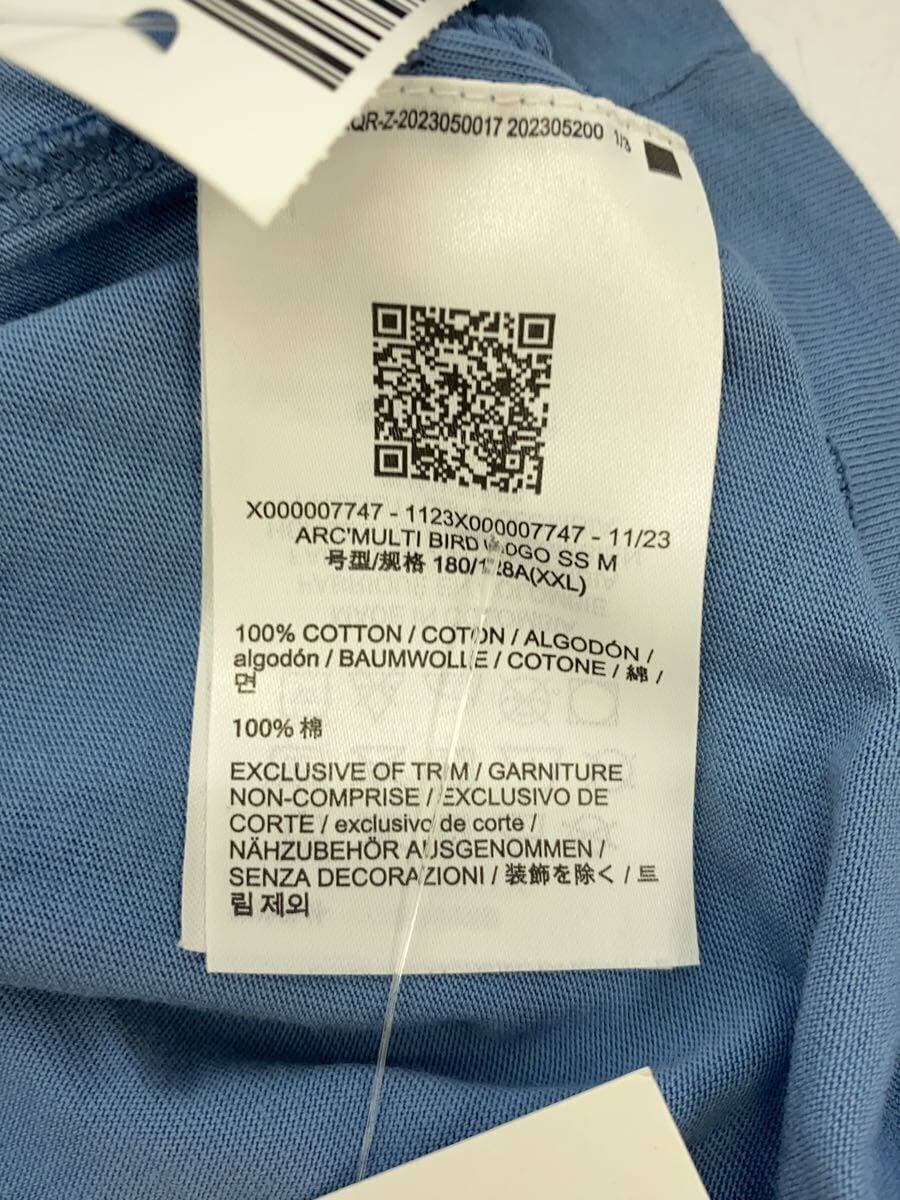 QR-Z-2023050017 202305200 1/3
X000007747 - 1123X000007747 - 11/23
ARC'MULTI BIRD LOGO SS M
号型/规格 180/128A(XXL)
100% COTTON / COTON / ALGODÓN /
algodón / BAUMWOLLE / COTONE / 綿 /
면
100% 棉
EXCLUSIVE OF TRIM / GARNITURE
NON-COMPRISE / EXCLUSIVO DE
CORTE / exclusivo de corte /
NÄHZUBEHÖR AUSGENOMMEN /
SENZA DECORAZIONI / 装飾を除く / 트
림 제외